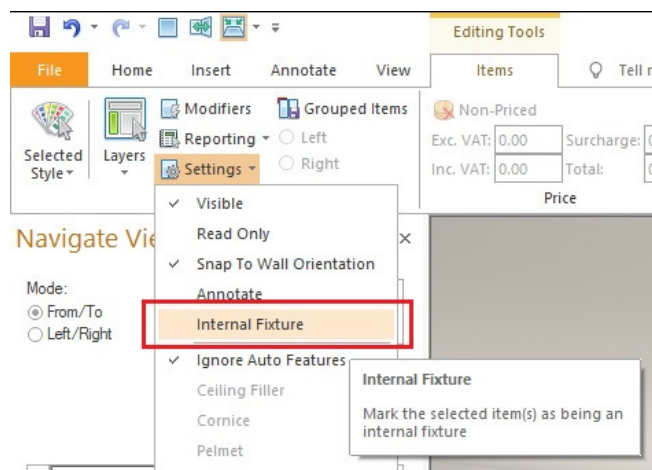 Editing Tools
File Home Insert Annotate View Items Tell
Modifiers Grouped Items Non-Priced
Reporting Left Exc. VAT: 0.00 Surcharge:
Selected Style Layers Settings Right Inc. VAT: 0.00 Total:
Price
Visible
Navigate
Read Only
Snap To Wall Orientation
Mode:
Annotate
From/To
Internal Fixture
Left/Right
Ignore Auto Features
Internal Fixture
Ceiling Filler
Mark the selected item(s) as being an
Cornice
internal fixture
Pelmet